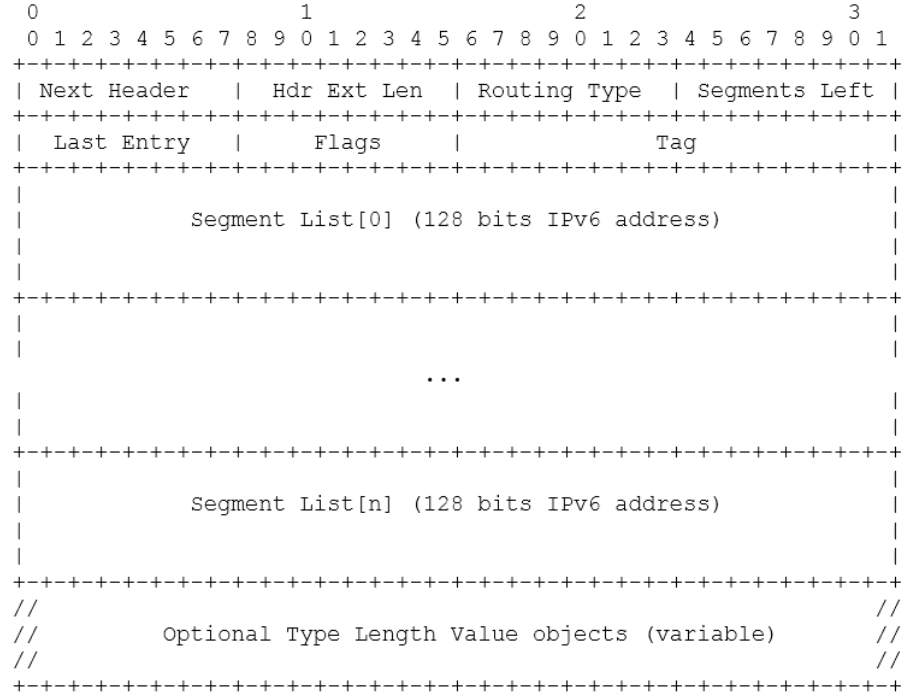 0                   1                   2                   3
 0 1 2 3 4 5 6 7 8 9 0 1 2 3 4 5 6 7 8 9 0 1 2 3 4 5 6 7 8 9 0 1
+-+-+-+-+-+-+-+-+-+-+-+-+-+-+-+-+-+-+-+-+-+-+-+-+-+-+-+-+-+-+-+-+
| Next Header   |  Hdr Ext Len  | Routing Type  | Segments Left |
+-+-+-+-+-+-+-+-+-+-+-+-+-+-+-+-+-+-+-+-+-+-+-+-+-+-+-+-+-+-+-+-+
|  Last Entry   |     Flags     |              Tag              |
+-+-+-+-+-+-+-+-+-+-+-+-+-+-+-+-+-+-+-+-+-+-+-+-+-+-+-+-+-+-+-+-+
|                                                               |
|            Segment List[0] (128 bits IPv6 address)            |
|                                                               |
|                                                               |
+-+-+-+-+-+-+-+-+-+-+-+-+-+-+-+-+-+-+-+-+-+-+-+-+-+-+-+-+-+-+-+-+
|                                                               |
|                                                               |
                              ...
|                                                               |
|                                                               |
+-+-+-+-+-+-+-+-+-+-+-+-+-+-+-+-+-+-+-+-+-+-+-+-+-+-+-+-+-+-+-+-+
|                                                               |
|            Segment List[n] (128 bits IPv6 address)            |
|                                                               |
|                                                               |
+-+-+-+-+-+-+-+-+-+-+-+-+-+-+-+-+-+-+-+-+-+-+-+-+-+-+-+-+-+-+-+-+
//                                                             //
//         Optional Type Length Value objects (variable)       //
//                                                             //
+-+-+-+-+-+-+-+-+-+-+-+-+-+-+-+-+-+-+-+-+-+-+-+-+-+-+-+-+-+-+-+-+